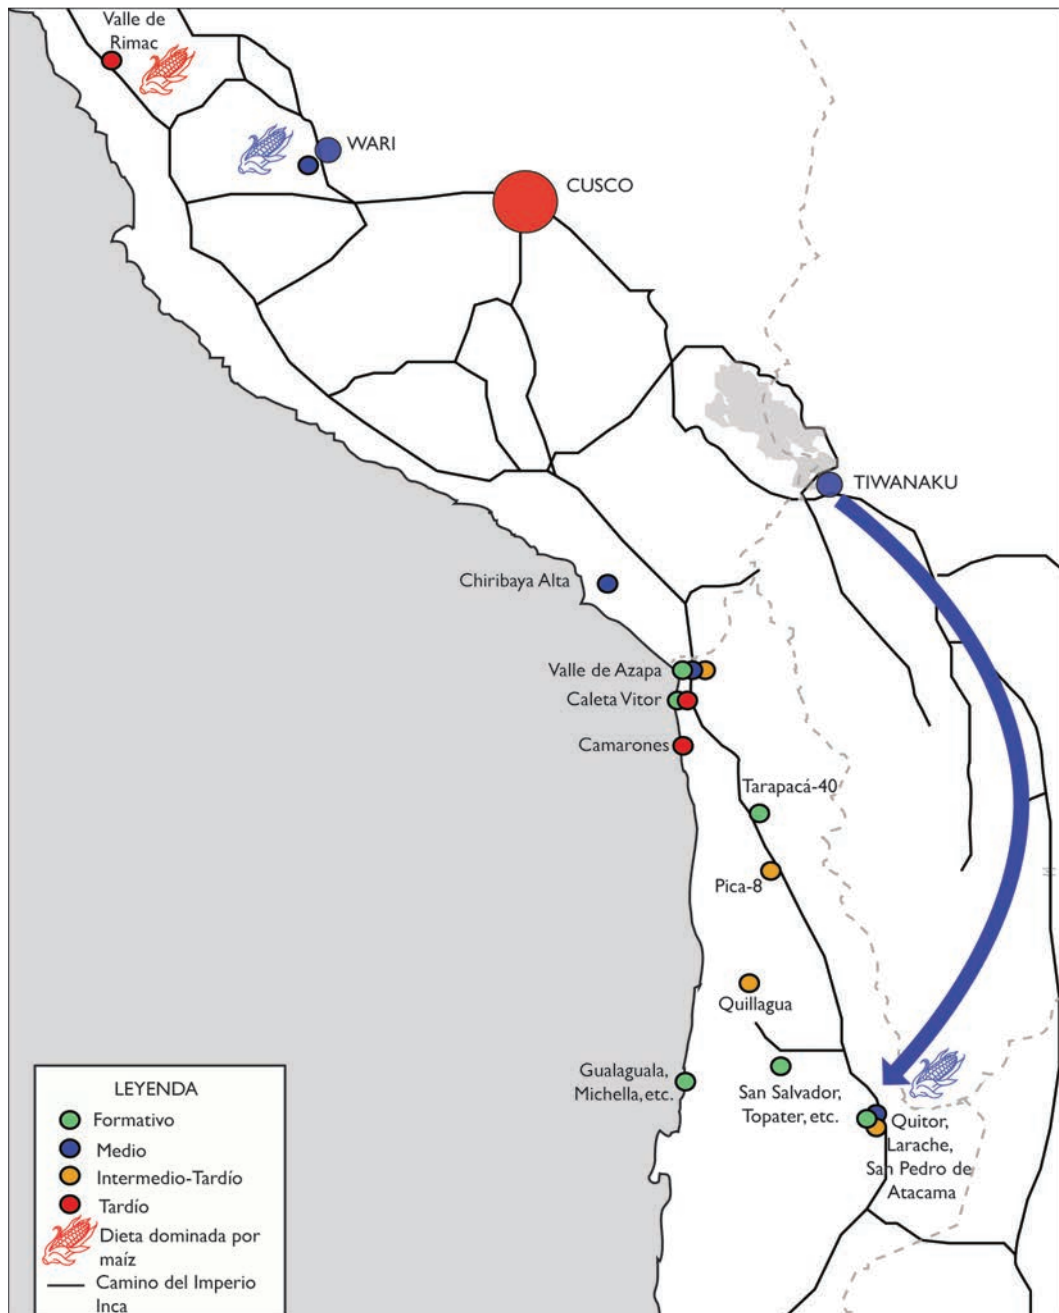 Valle de
Rimac
WARI
CUSCO
TIWANAKU
Chiribaya Alta
Valle de Azapa
Caleta Vitor
Camarones
Tarapacá-40
Pica-8
Quillagua
Gualaguala,
Michella, etc.
San Salvador,
Topater, etc.
Quitor,
Larache,
San Pedro de
Atacama
LEYENDA
Formativo
Medio
Intermedio-Tardío
Tardío
Dieta dominada por
maíz
Camino del Imperio
Inca